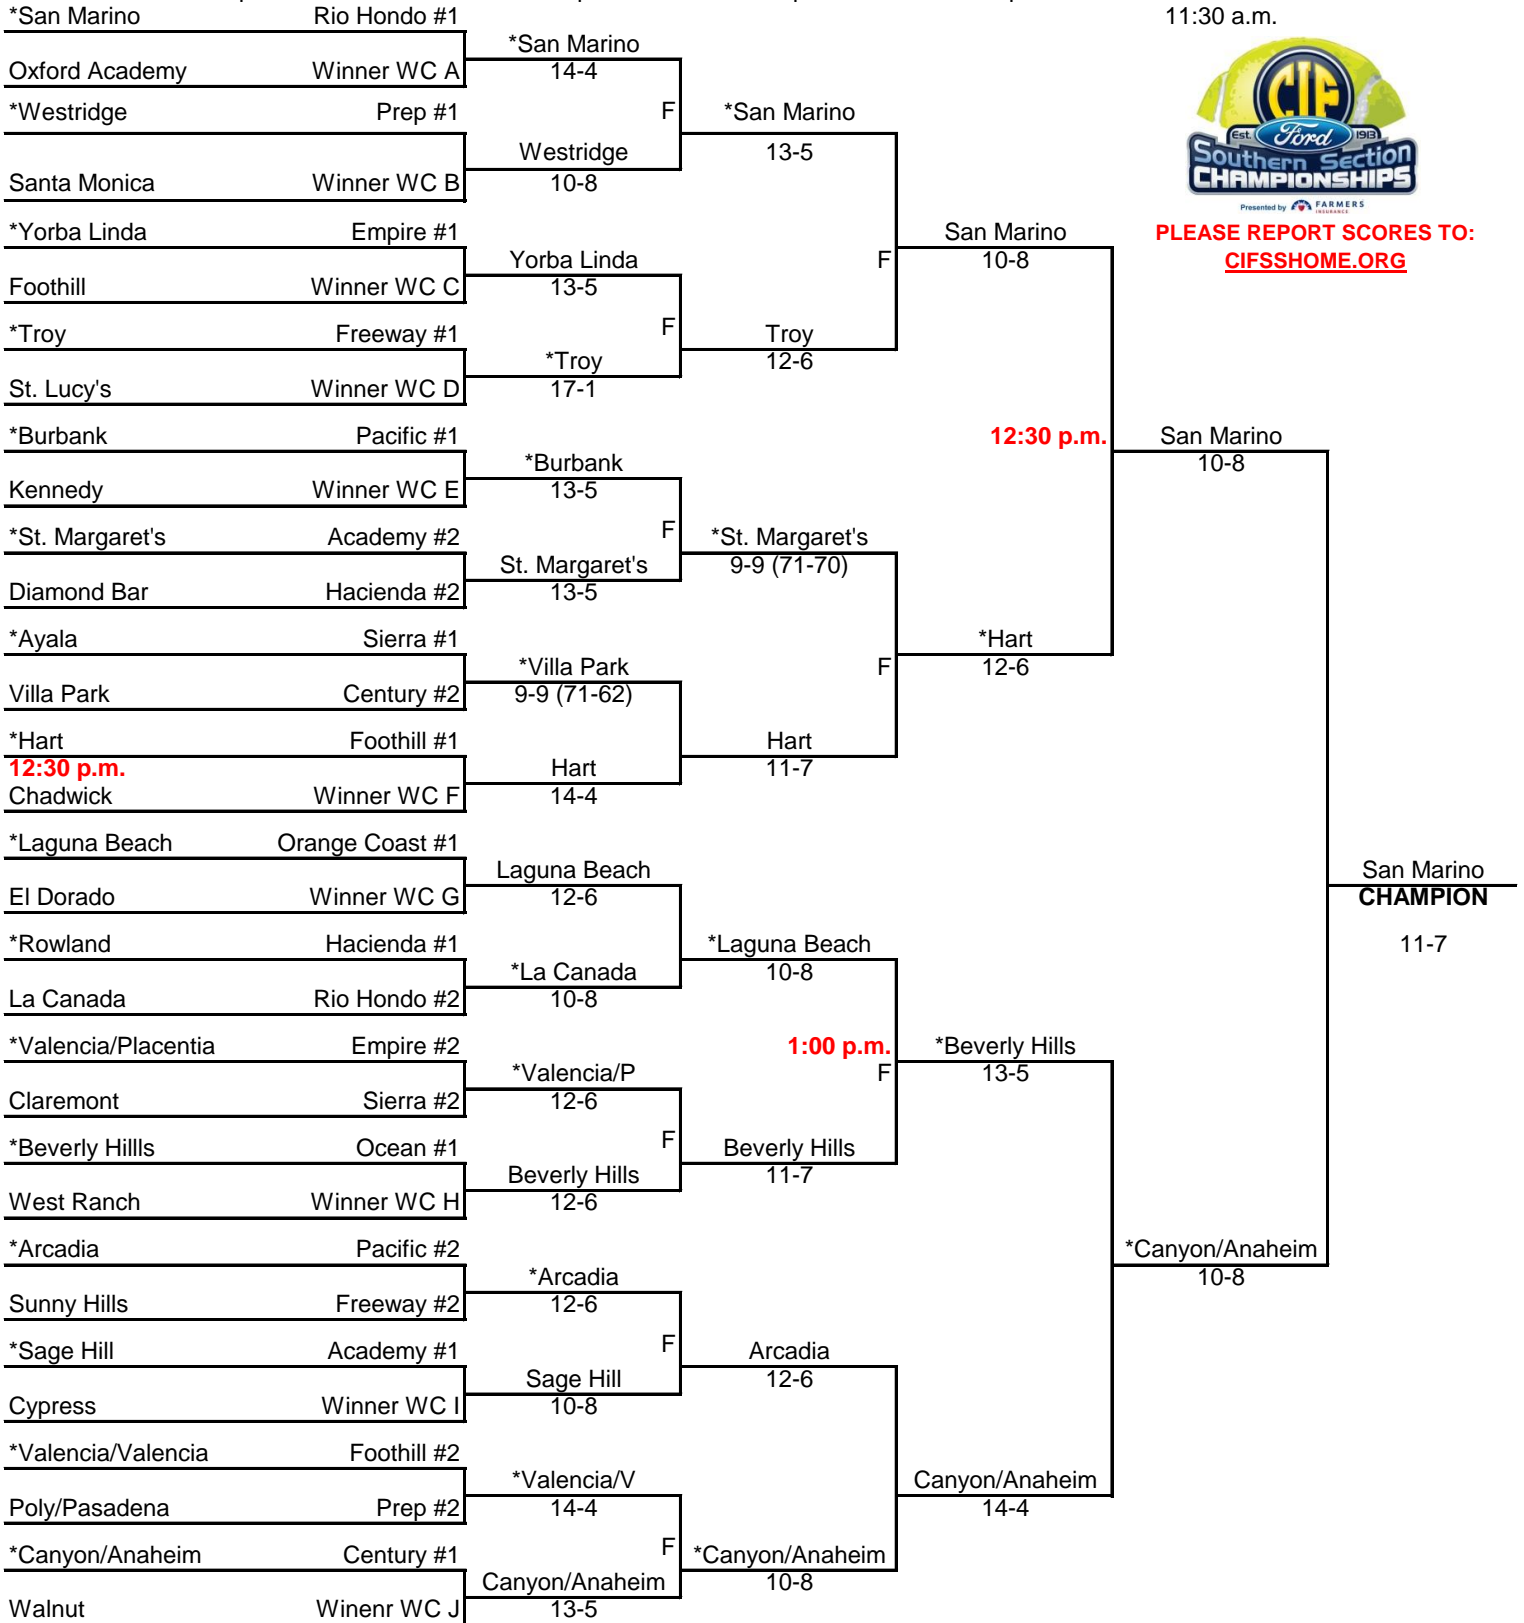 *San Marino Rio Hondo #1
Oxford Academy Winner WC A
*Westridge Prep #1
Santa Monica Winner WC B
*Yorba Linda Empire #1
Foothill Winner WC C
*Troy Freeway #1
St. Lucy's Winner WC D
*Burbank Pacific #1
Kennedy Winner WC E
*St. Margaret's Academy #2
Diamond Bar Hacienda #2
*Ayala Sierra #1
Villa Park Century #2
*Hart Foothill #1
12:30 p.m.
Chadwick Winner WC F
*Laguna Beach Orange Coast #1
El Dorado Winner WC G
*Rowland Hacienda #1
La Canada Rio Hondo #2
*Valencia/Placentia Empire #2
Claremont Sierra #2
*Beverly Hillls Ocean #1
West Ranch Winner WC H
*Arcadia Pacific #2
Sunny Hills Freeway #2
*Sage Hill Academy #1
Cypress Winner WC I
*Valencia/Valencia Foothill #2
Poly/Pasadena Prep #2
*Canyon/Anaheim Century #1
Walnut Winenr WC J
*San Marino
14-4
F
Westridge
10-8
Yorba Linda
13-5
F
*Troy
17-1
*Burbank
13-5
F
St. Margaret's
13-5
*Villa Park
9-9 (71-62)
Hart
14-4
Laguna Beach
12-6
*La Canada
10-8
*Valencia/P
12-6
F
Beverly Hills
12-6
*Arcadia
12-6
F
Sage Hill
10-8
*Valencia/V
14-4
F
Canyon/Anaheim
13-5
*San Marino
13-5
F
Troy
12-6
*St. Margaret's
9-9 (71-70)
F
Hart
11-7
*Laguna Beach
10-8
1:00 p.m.
F
Beverly Hills
11-7
Arcadia
12-6
*Canyon/Anaheim
10-8
San Marino
10-8
12:30 p.m.
*Hart
12-6
*Beverly Hills
13-5
Canyon/Anaheim
14-4
San Marino
10-8
*Canyon/Anaheim
10-8
San Marino
CHAMPION
11-7
11:30 a.m.
CIF
Est. Ford 1913
Southern Section
CHAMPIONSHIPS
Presented by FARMERS
INSURANCE
PLEASE REPORT SCORES TO:
CIFSSHOME.ORG